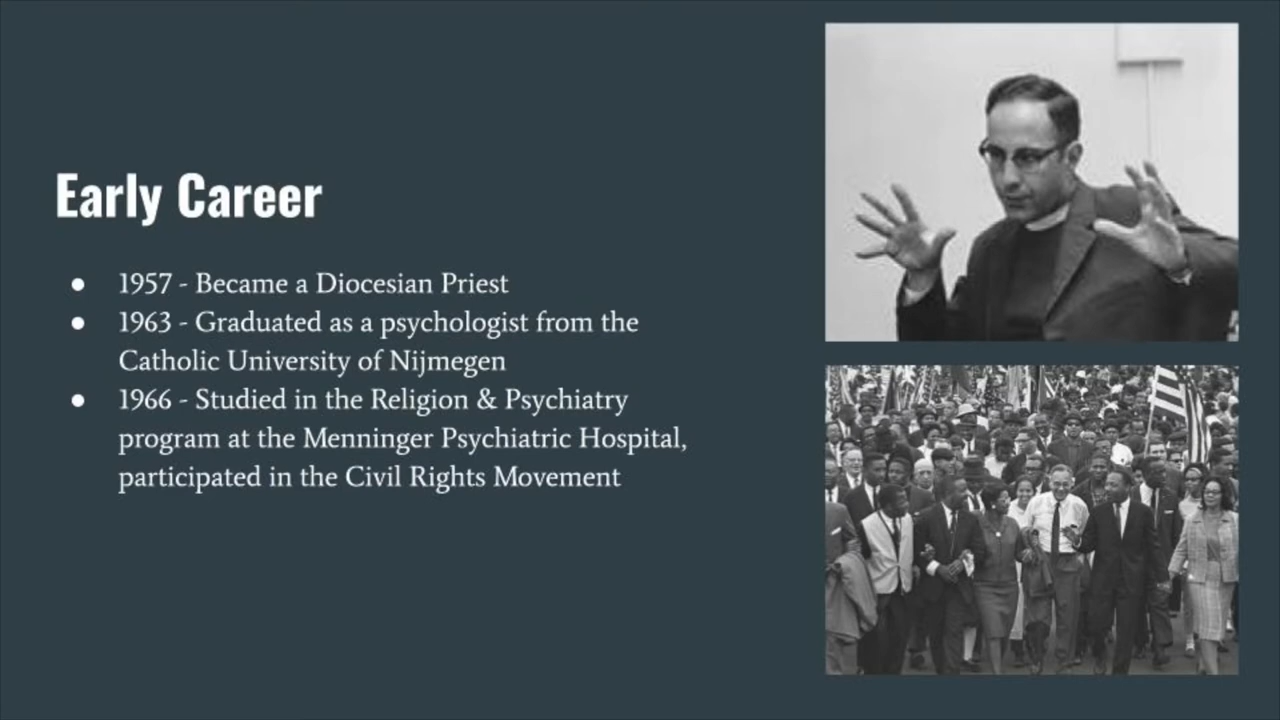 Early Career
● 1957 - Became a Diocesian Priest
● 1963 - Graduated as a psychologist from the
Catholic University of Nijmegen
● 1966 - Studied in the Religion & Psychiatry
program at the Menninger Psychiatric Hospital,
participated in the Civil Rights Movement